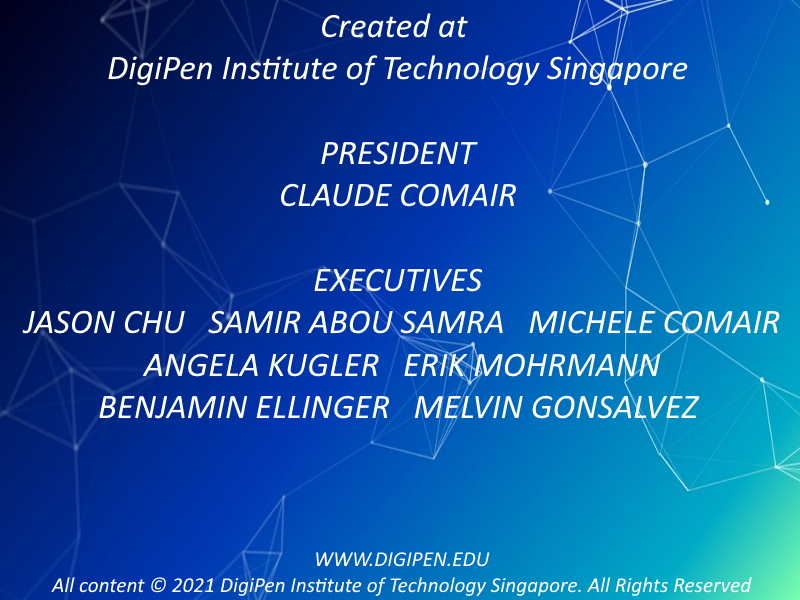 Created at
DigiPen Institute of Technology Singapore
PRESIDENT
CLAUDE COMAIR
EXECUTIVES
JASON CHU SAMIR ABOU SAMRA MICHELE COMAIR
ANGELA KUGLER ERIK MOHRMANN
BENJAMIN ELLINGER MELVIN GONSALVEZ
WWW.DIGIPEN.EDU
All content © 2021 DigiPen Institute of Technology Singapore. All Rights Reserved